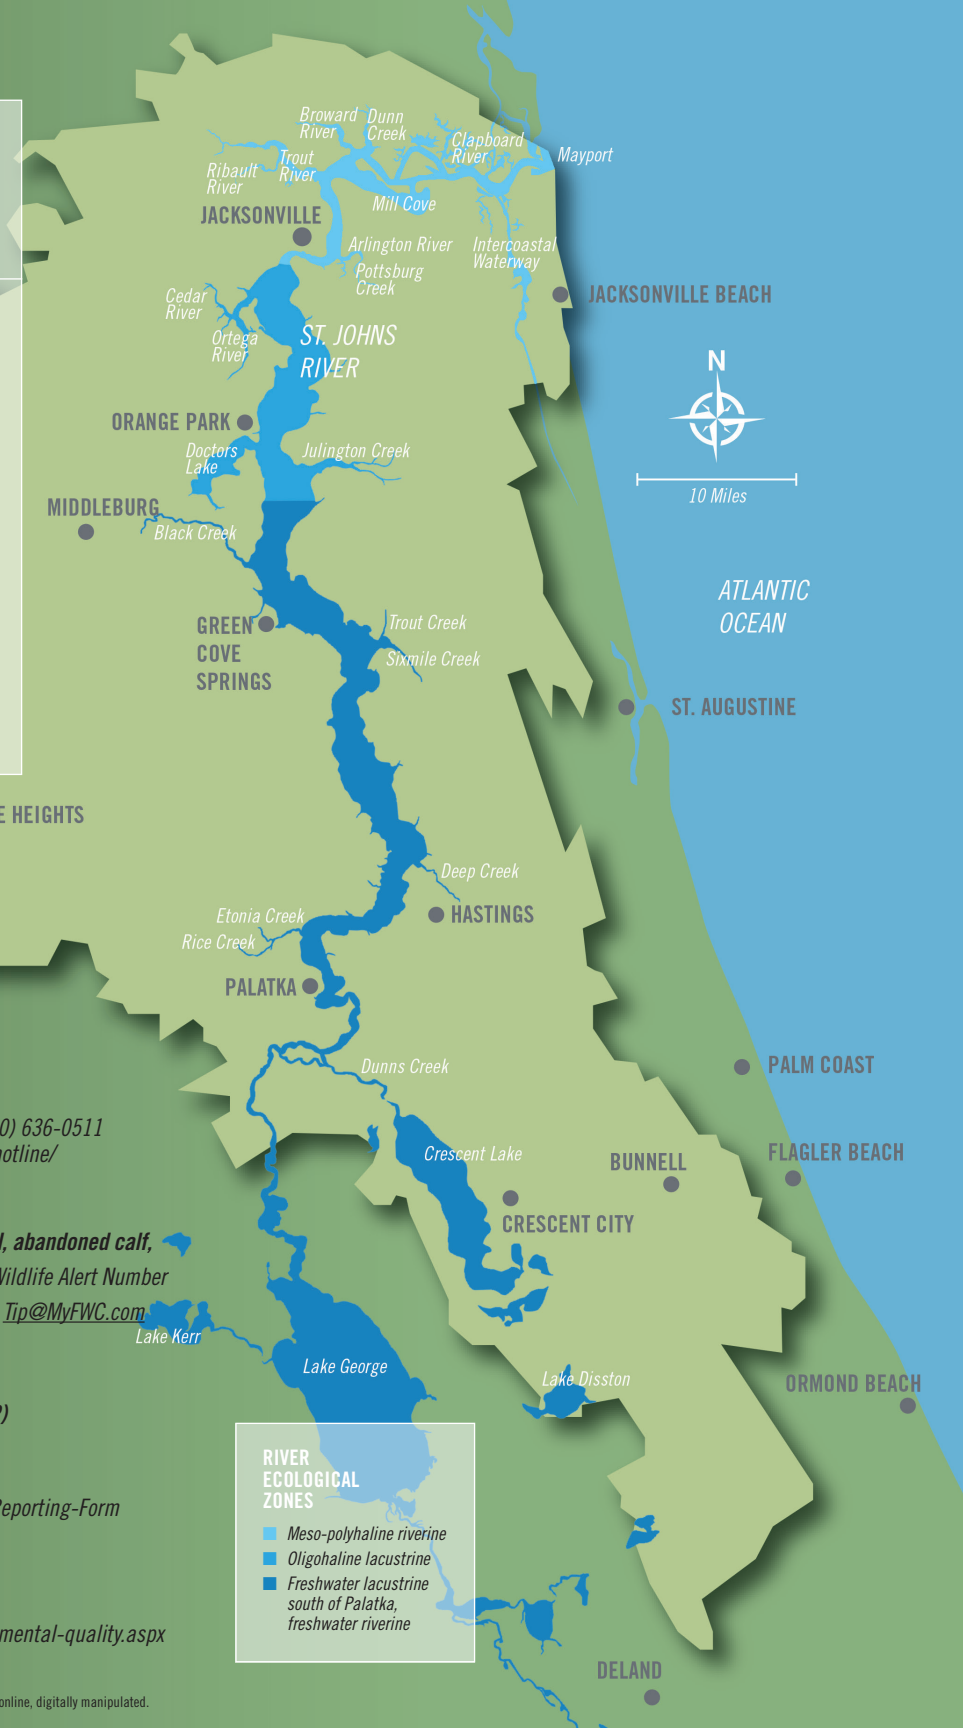 Broward
River
Dunn
Creek
Clapboard
River
Mayport
Trout
River
Ribault
River
Mill Cove
JACKSONVILLE
Arlington River
Intercoastal
Waterway
Pottsburg
Creek
JACKSONVILLE BEACH
Cedar
River
Ortega
River
ST. JOHNS
RIVER
N
10 Miles
ORANGE PARK
Doctors
Lake
Julington Creek
MIDDLEBURG
Black Creek
ATLANTIC
OCEAN
GREEN
COVE
SPRINGS
Trout Creek
Sixmile Creek
ST. AUGUSTINE
E HEIGHTS
Deep Creek
HASTINGS
Etonia Creek
Rice Creek
PALATKA
Dunns Creek
PALM COAST
0) 636-0511
otline/
Crescent Lake
BUNNELL
FLAGLER BEACH
CRESCENT CITY
, abandoned calf,
Wildlife Alert Number
Tip@MyFWC.com
Lake Kerr
Lake George
Lake Disston
ORMOND BEACH
?)
RIVER
ECOLOGICAL
ZONES
Meso-polyhaline riverine
Oligohaline lacustrine
Freshwater lacustrine
south of Palatka,
freshwater riverine
Reporting-Form
mental-quality.aspx
DELAND
online, digitally manipulated.